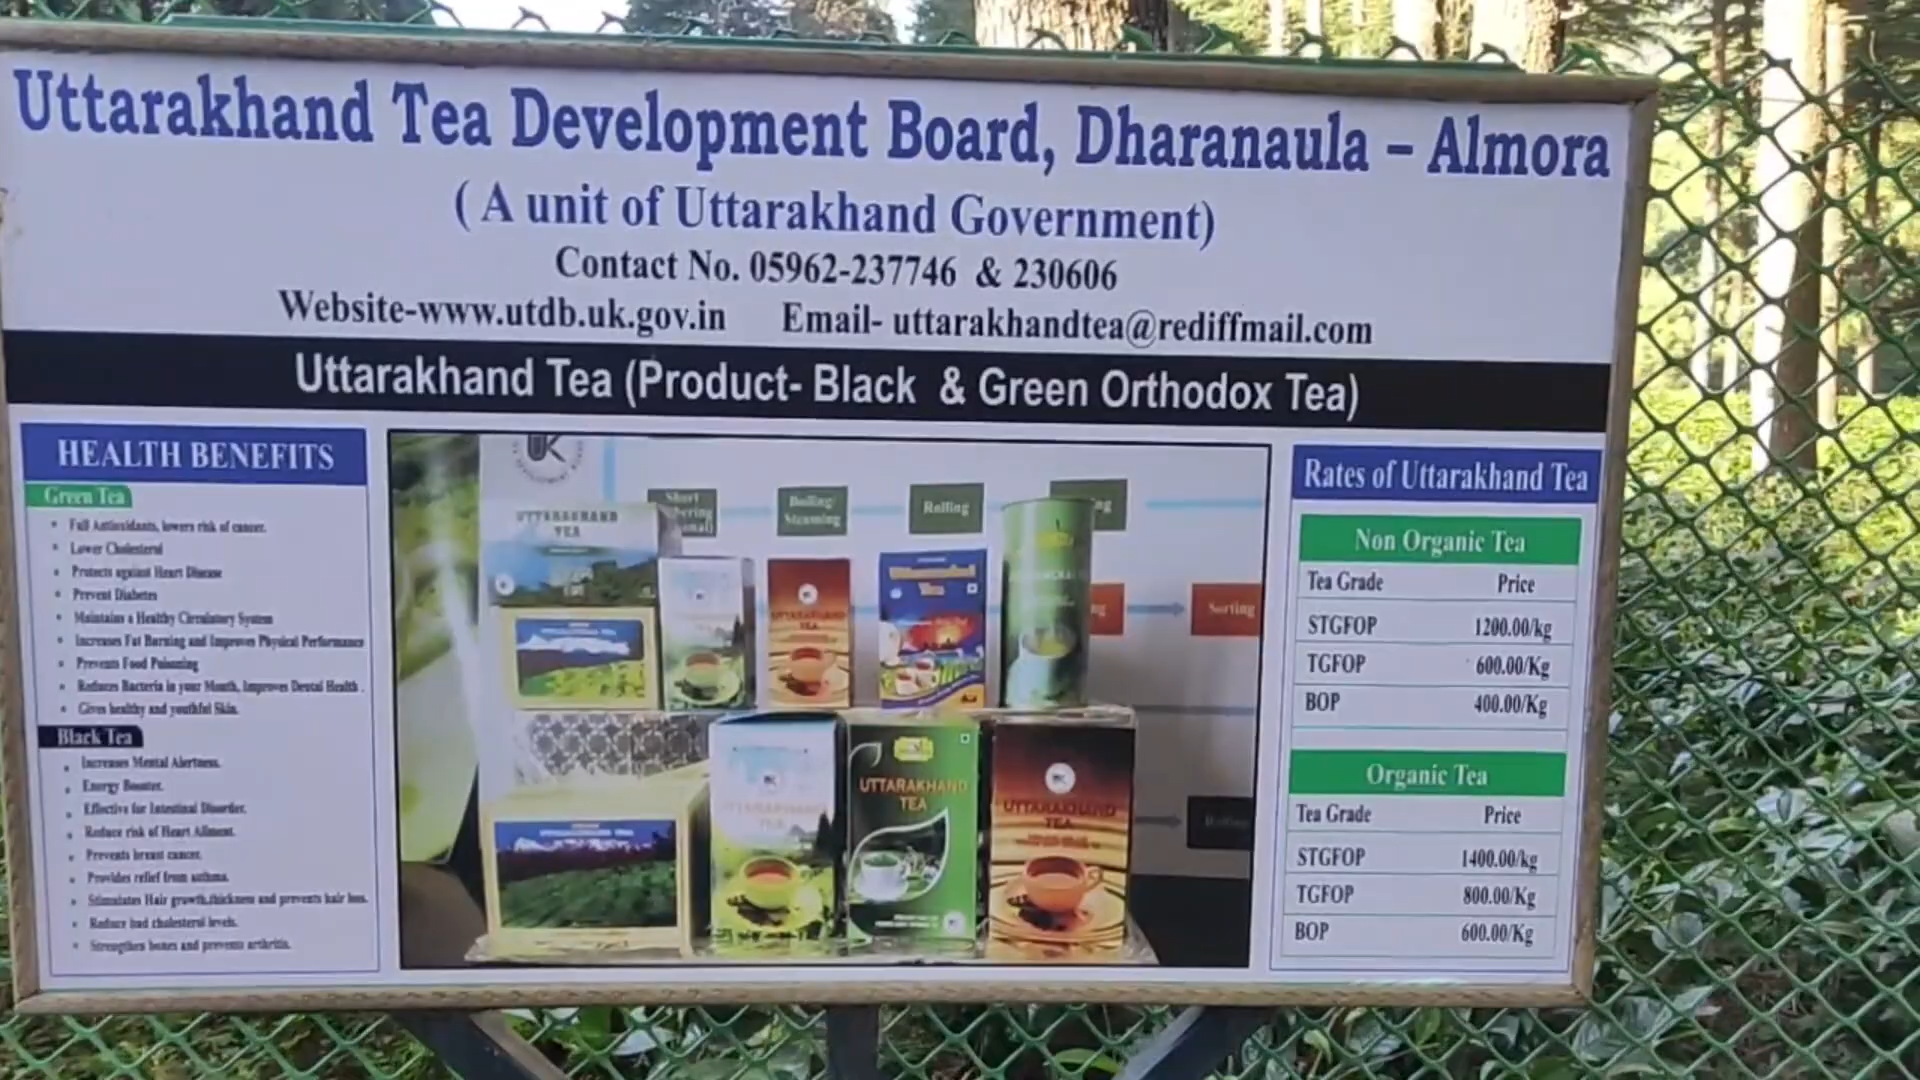 Uttarakhand Tea Development Board, Dharanaula – Almora
( A unit of Uttarakhand Government)
Contact No. 05962-237746 & 230606
Website-www.utdb.uk.gov.in Email- uttarakhandtea@rediffmail.com
Uttarakhand Tea (Product- Black & Green Orthodox Tea)
HEALTH BENEFITS
Green Tea
Full Antioxidants, lowers risk of cancer.
Lower Cholesterol
Protects against Heart Disease
Prevent Diabetes
Maintains a Healthy Circulatory System
Increases Fat Burning and Improves Physical Performance
Prevents Food Poisoning
Reduces Bacteria in your Mouth, Improves Dental Health .
Gives healthy and youthful Skin.
Black Tea
Increases Mental Alertness.
Energy Booster.
Effective for Intestinal Disorder.
Reduce risk of Heart Ailment.
Prevents breast cancer.
Provides relief from asthma.
Stimulates Hair growth,thickness and prevents hair loss.
Reduce bad cholesterol levels.
Strengthen bones and prevents arthritis.
UK
Short
Rolling
Sorting
UTTARAKHAND
TEA
UTTARAKHAND
TEA
UTTARAKHAND
TEA
UTTARAKHAND
TEA
Rates of Uttarakhand Tea
Non Organic Tea
Tea Grade Price
STGFOP 1200.00/kg
TGFOP 600.00/Kg
BOP 400.00/Kg
Organic Tea
Tea Grade Price
STGFOP 1400.00/kg
TGFOP 800.00/Kg
BOP 600.00/Kg